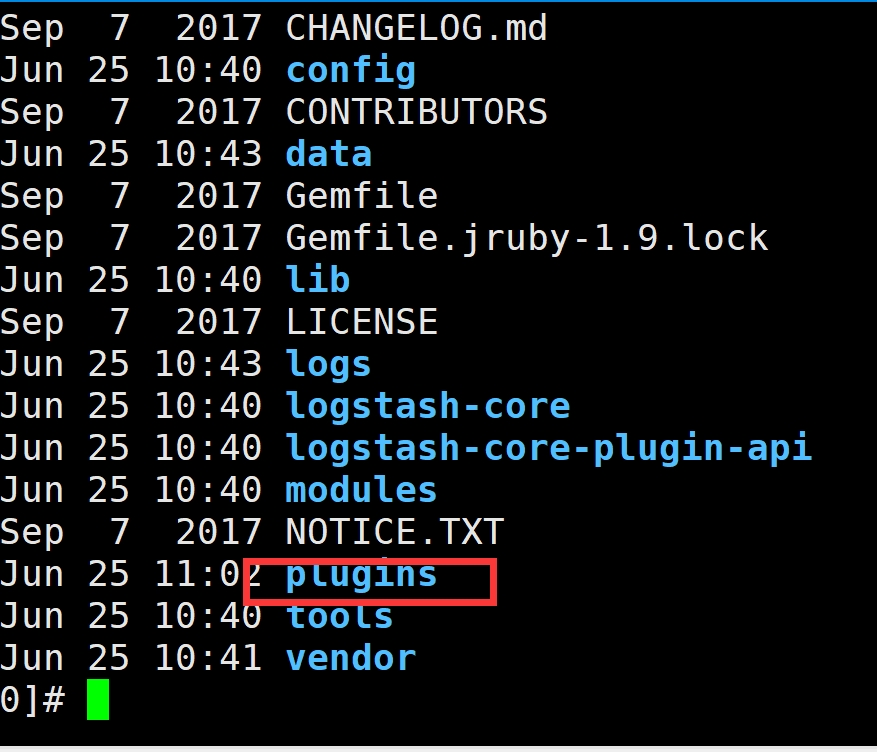 Sep  7  2017 CHANGELOG.md
Jun 25 10:40 config
Sep  7  2017 CONTRIBUTORS
Jun 25 10:43 data
Sep  7  2017 Gemfile
Sep  7  2017 Gemfile.jruby-1.9.lock
Jun 25 10:40 lib
Sep  7  2017 LICENSE
Jun 25 10:43 logs
Jun 25 10:40 logstash-core
Jun 25 10:40 logstash-core-plugin-api
Jun 25 10:40 modules
Sep  7  2017 NOTICE.TXT
Jun 25 11:02 plugins
Jun 25 10:40 tools
Jun 25 10:41 vendor
0]#